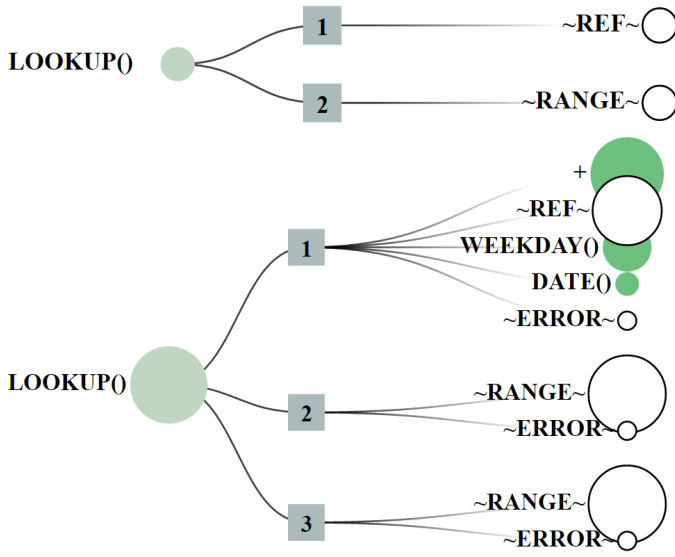 1
~REF~
LOOKUP()
2
~RANGE~
+
~REF~
1
WEEKDAY()
DATE()
~ERROR~
LOOKUP()
~RANGE~
2
~ERROR~
~RANGE~
3
~ERROR~